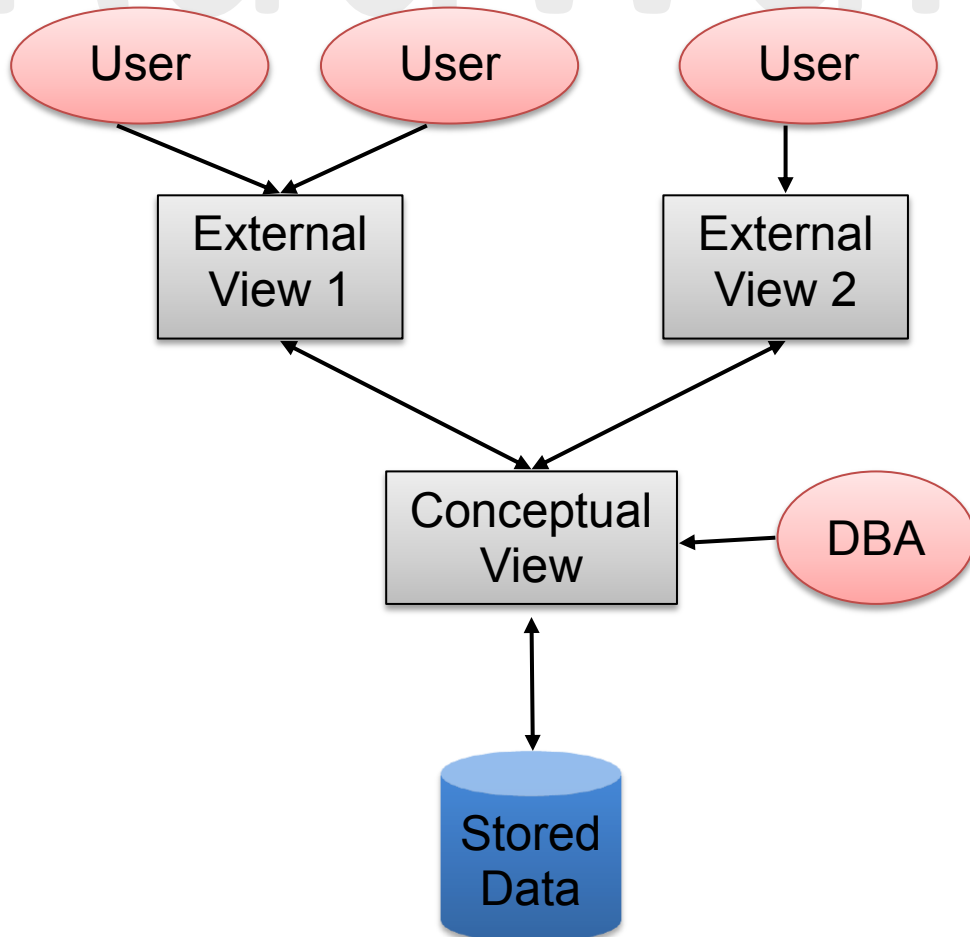 User
User
User
External
View 1
External
View 2
Conceptual
View
DBA
Stored
Data